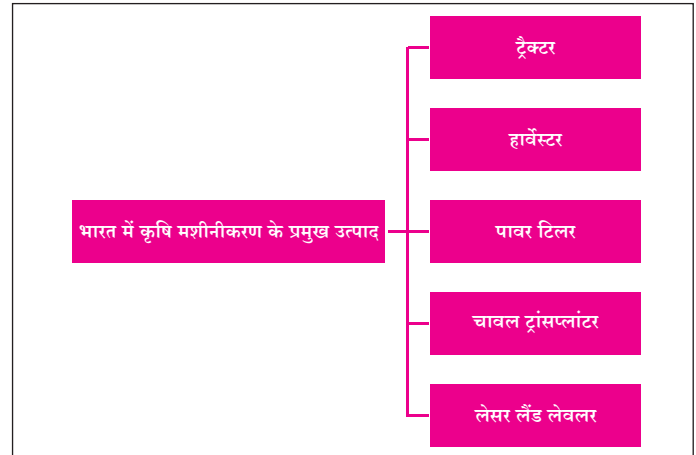 भारत में कृषि मशीनीकरण के प्रमुख उत्पाद
ट्रैक्टर
हार्वेस्टर
पावर टिलर
चावल ट्रांसप्लांटर
लेसर लैंड लेवलर